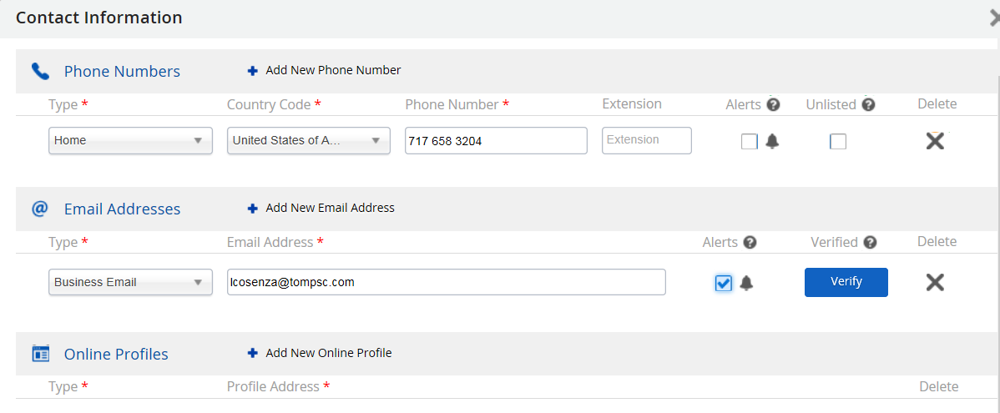 Contact Information
Phone Numbers Add New Phone Number
Type * Country Code * Phone Number * Extension Alerts ? Unlisted ? Delete
Home United States of A... 717 658 3204 Extension
@ Email Addresses Add New Email Address
Type * Email Address * Alerts ? Verified ? Delete
Business Email lcosenza@tompsc.com Verify
Online Profiles Add New Online Profile
Type * Profile Address * Delete